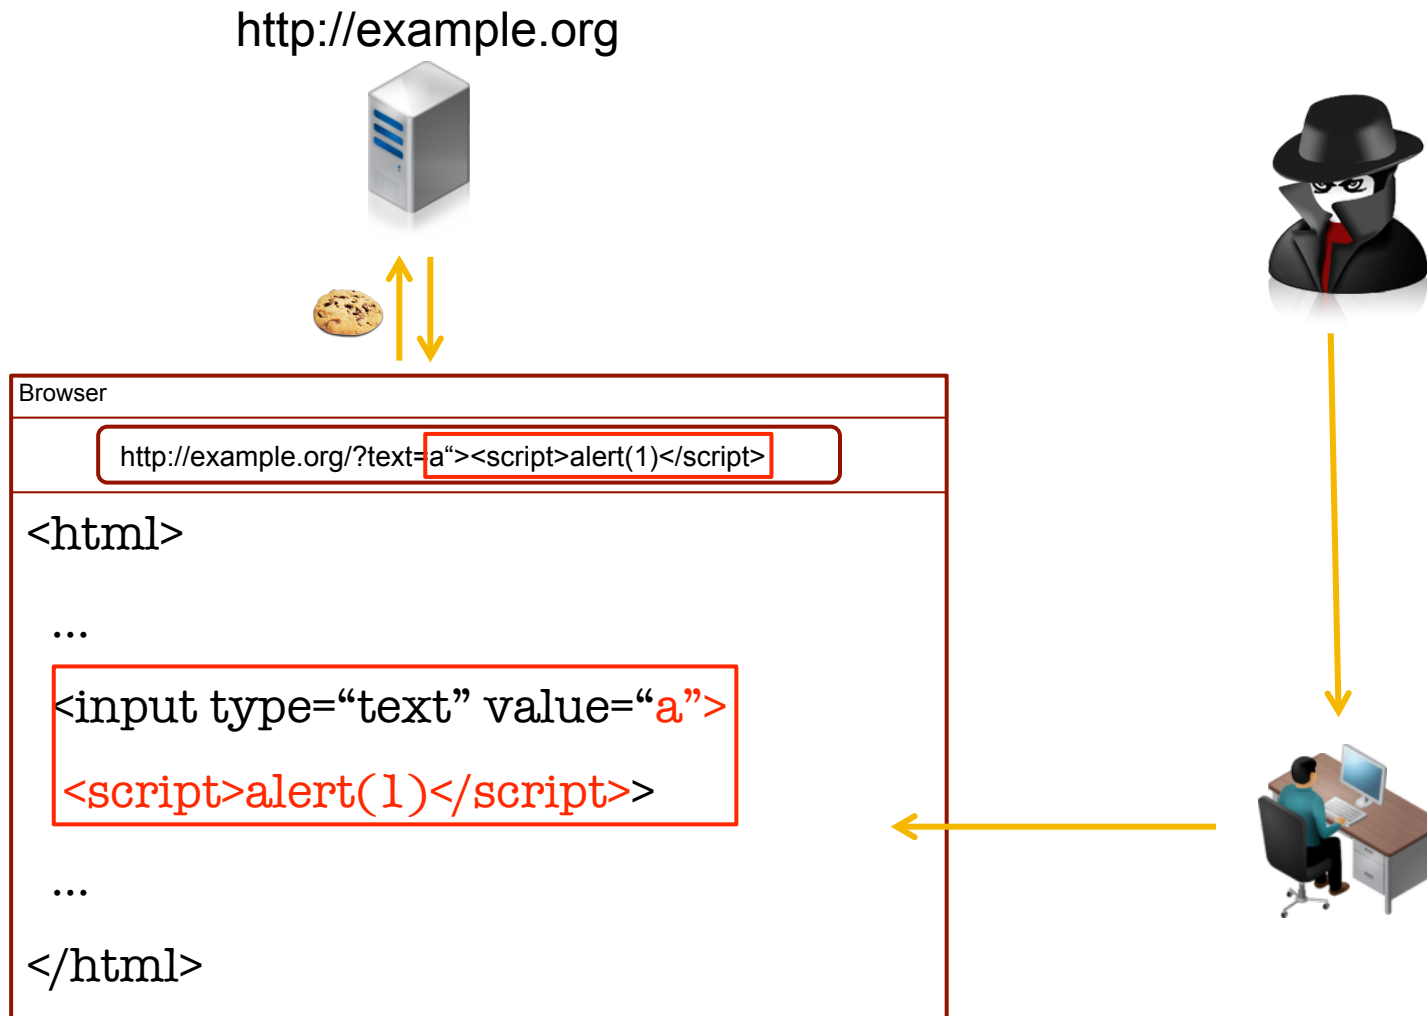 http://example.org
Browser
http://example.org/?text=a“><script>alert(1)</script>
<html>
...
<input type=“text” value=“a”>
<script>alert(1)</script>>
...
</html>